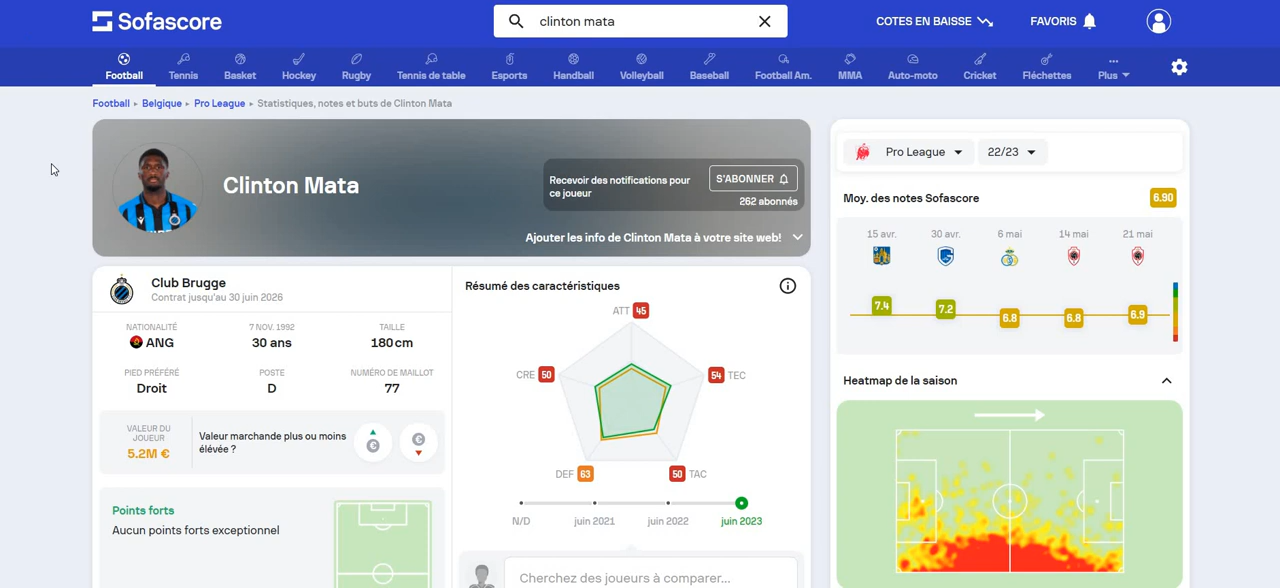 Sofascore
clinton mata
COTES EN BAISSE
FAVORIS
Football
Tennis
Basket
Hockey
Rugby
Tennis de table
Esports
Handball
Volleyball
Baseball
Football Am.
MMA
Auto-moto
Cricket
Fléchettes
Plus
Football ▸ Belgique ▸ Pro League ▸ Statistiques, notes et buts de Clinton Mata
Clinton Mata
Recevoir des notifications pour
ce joueur
S'ABONNER
262 abonnés
Ajouter les info de Clinton Mata à votre site web!
Club Brugge
Contrat jusqu'au 30 juin 2026
NATIONALITÉ
ANG
7 NOV. 1992
30 ans
TAILLE
180 cm
PIED PRÉFÉRÉ
Droit
POSTE
D
NUMÉRO DE MAILLOT
77
VALEUR DU
JOUEUR
5.2M €
Valeur marchande plus ou moins
élévée ?
€
€
Points forts
Aucun points forts exceptionnel
Résumé des caractéristiques
ATT 45
CRE 50
54 TEC
DEF 63
50 TAC
N/D
juin 2021
juin 2022
juin 2023
Cherchez des joueurs à comparer...
Pro League
22/23
Moy. des notes Sofascore
6.90
15 avr.
30 avr.
6 mai
14 mai
21 mai
7.4
7.2
6.8
6.8
6.9
Heatmap de la saison